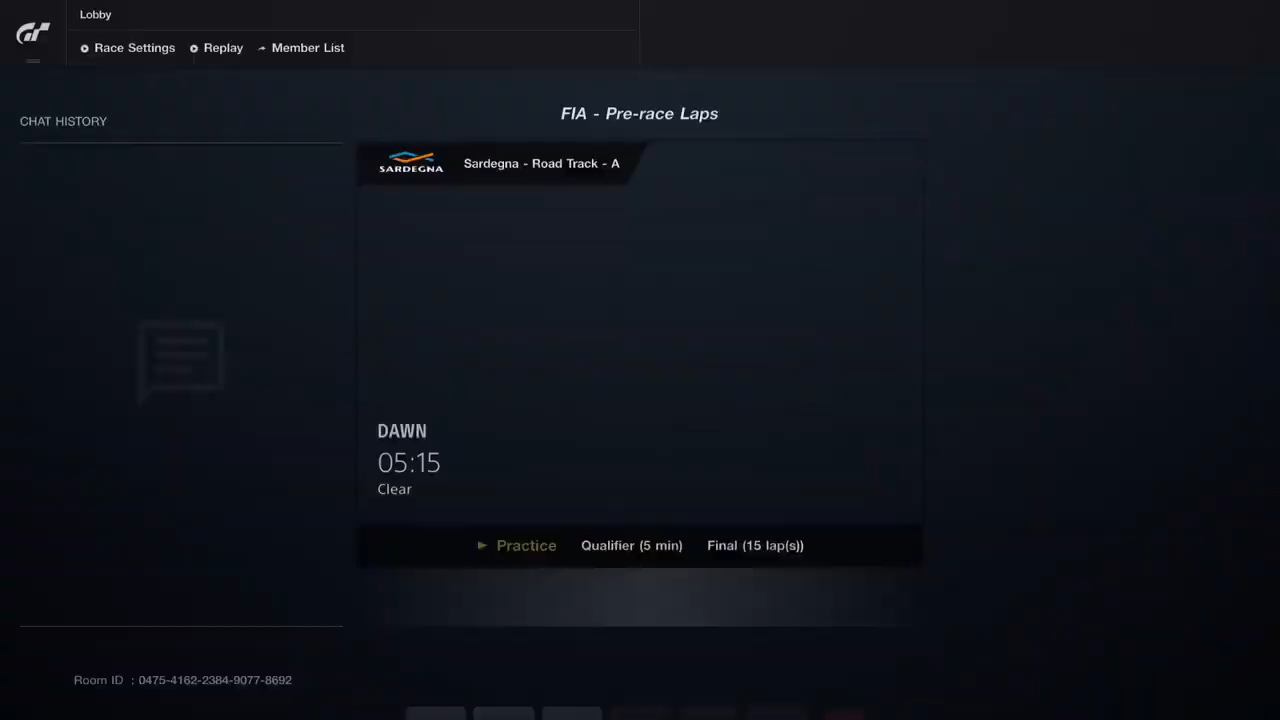 Lobby
Race Settings Replay Member List
CHAT HISTORY
FIA - Pre-race Laps
SARDEGNA Sardegna - Road Track - A
DAWN
05:15
Clear
Practice Qualifier (5 min) Final (15 lap(s))
Room ID : 0475-4162-2384-9077-8692